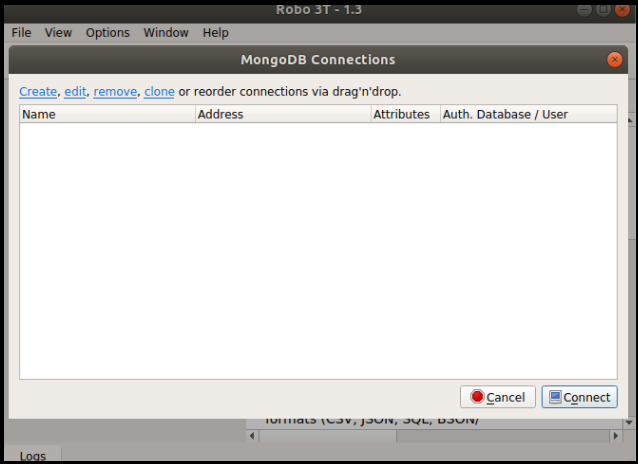 Robo 3T - 1.3
File View Options Window Help
MongoDB Connections
Create, edit, remove, clone or reorder connections via drag'n'drop.
Name Address Attributes Auth. Database / User
Cancel Connect
formats (CSV, JSON, SQL, BSON/
Logs